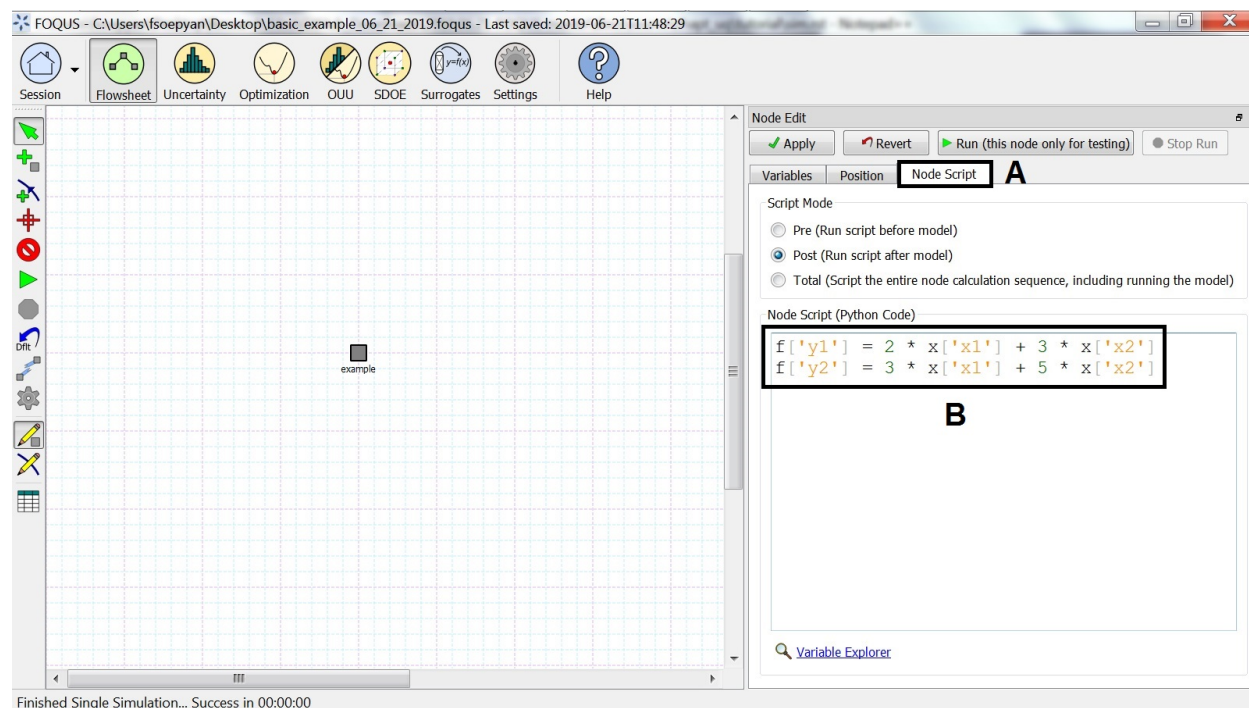 FOQUS - C:\Users\fsoepyan\Desktop\basic_example_06_21_2019.foqus - Last saved: 2019-06-21T11:48:29
Session Flowsheet Uncertainty Optimization OUU SDOE Surrogates Settings Help
y=f(x)
Node Edit
Apply Revert Run (this node only for testing) Stop Run
Variables Position Node Script A
Script Mode
Pre (Run script before model)
Post (Run script after model)
Total (Script the entire node calculation sequence, including running the model)
Node Script (Python Code)
f['y1'] = 2 * x['x1'] + 3 * x['x2']
f['y2'] = 3 * x['x1'] + 5 * x['x2']
B
Dflt
example
Variable Explorer
Finished Single Simulation... Success in 00:00:00